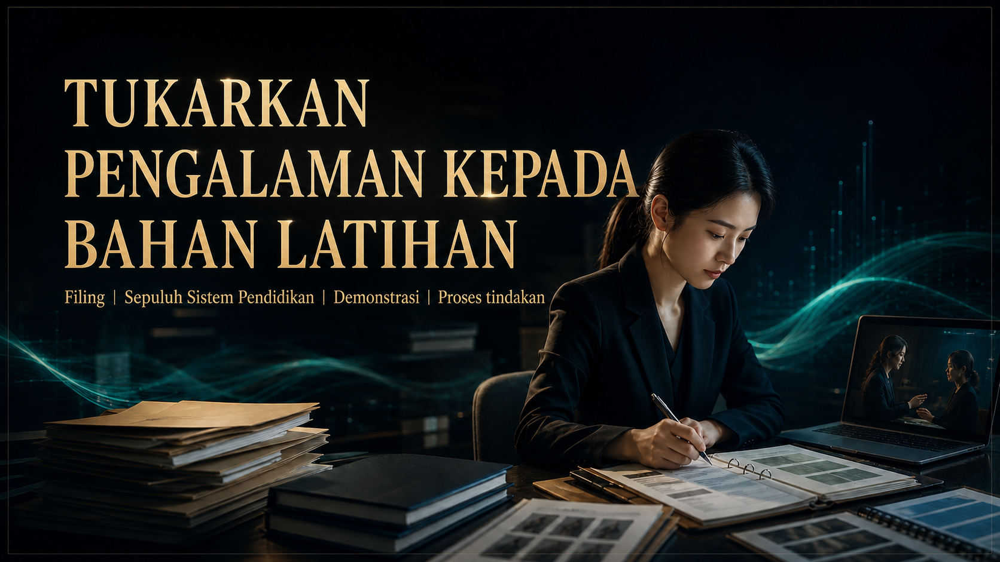 TUKARKAN
PENGALAMAN KEPADA
BAHAN LATIHAN
Filing | Sepuluh Sistem Pendidikan | Demonstrasi | Proses tindakan